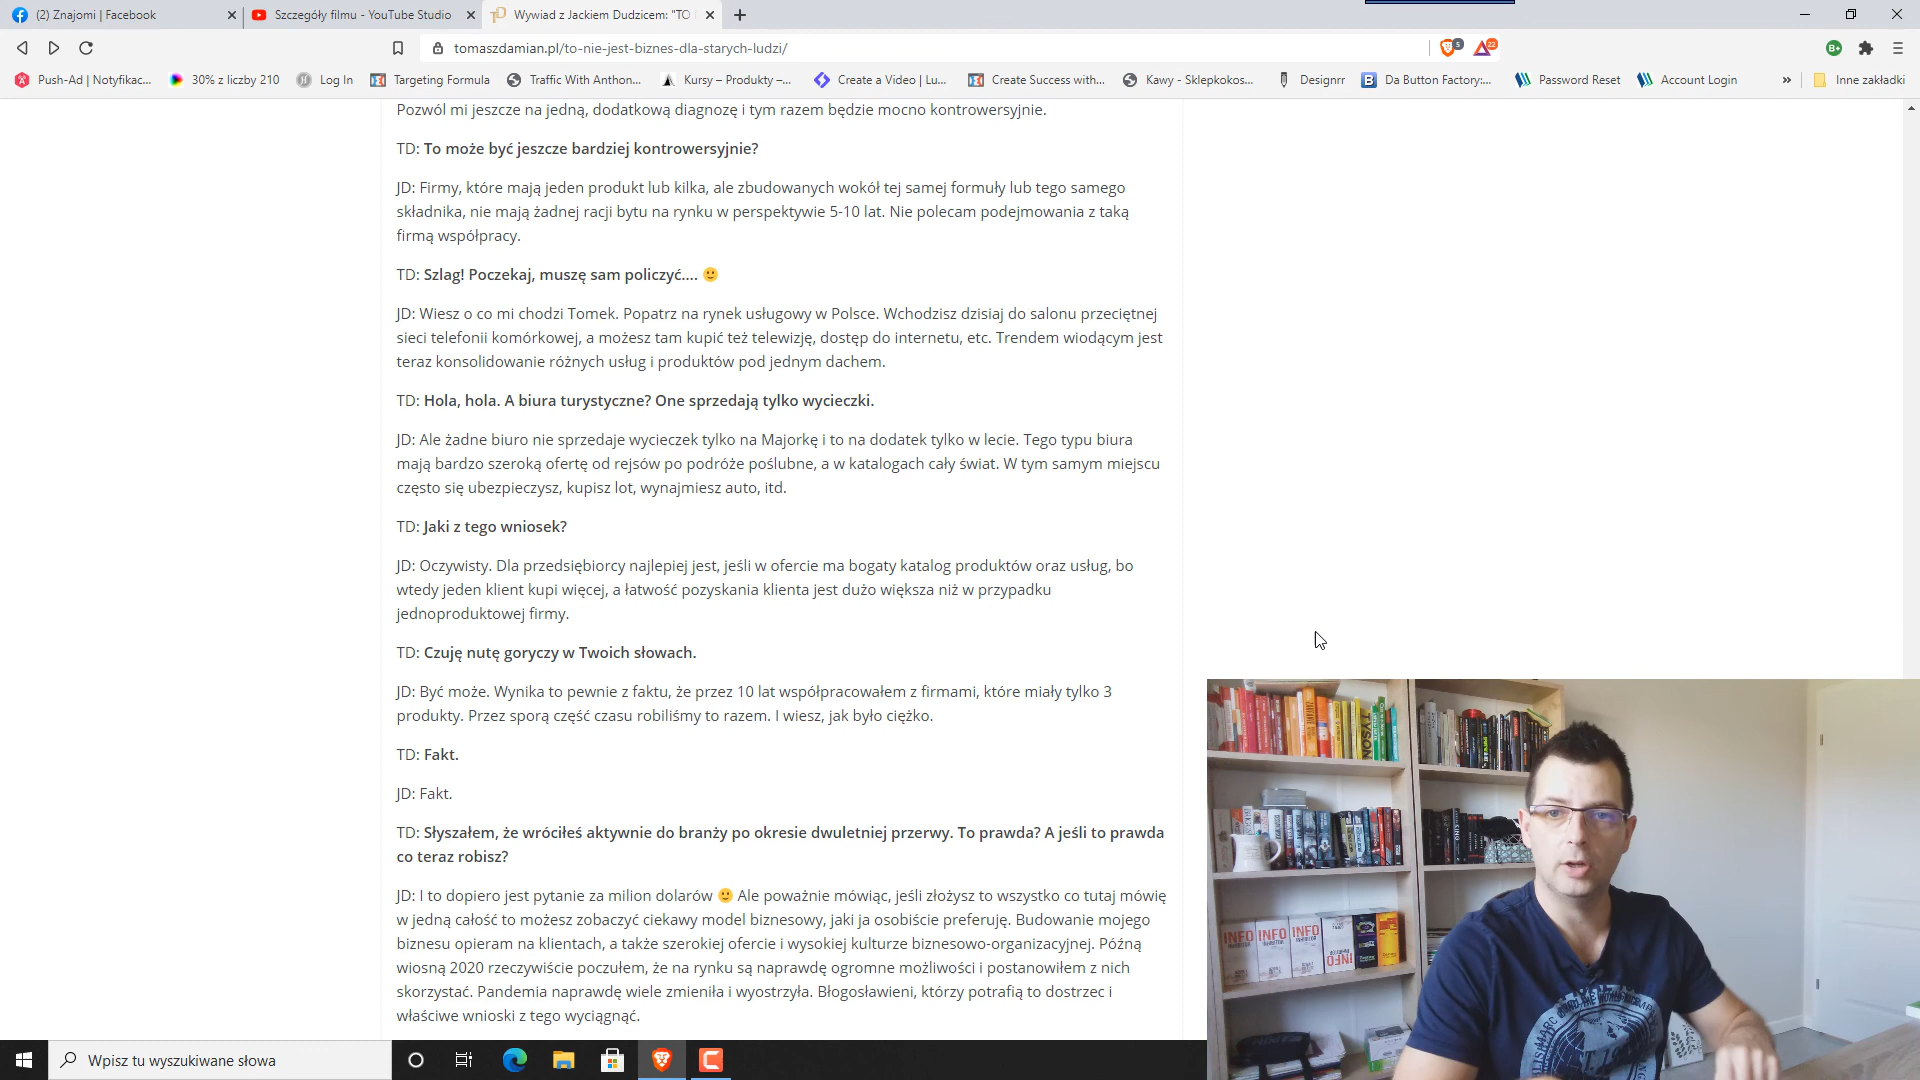 (2) Znajomi | Facebook
Szczegóły filmu - YouTube Studio
Wywiad z Jackiem Dudzicem: "TO
tomaszdamian.pl/to-nie-jest-biznes-dla-starych-ludzi/
5
22
B+
Push-Ad | Notyfikac...
30% z liczby 210
Log In
Targeting Formula
Traffic With Anthon...
Kursy – Produkty –...
Create a Video | Lu...
Create Success with...
Kawy - Sklepkokos...
Designrr
Da Button Factory:...
Password Reset
Account Login
»
Inne zakładki
Pozwól mi jeszcze na jedną, dodatkową diagnozę i tym razem będzie mocno kontrowersyjnie.
TD: To może być jeszcze bardziej kontrowersyjnie?
JD: Firmy, które mają jeden produkt lub kilka, ale zbudowanych wokół tej samej formuły lub tego samego
składnika, nie mają żadnej racji bytu na rynku w perspektywie 5-10 lat. Nie polecam podejmowania z taką
firmą współpracy.
TD: Szlag! Poczekaj, muszę sam policzyć…. 🙂
JD: Wiesz o co mi chodzi Tomek. Popatrz na rynek usługowy w Polsce. Wchodzisz dzisiaj do salonu przeciętnej
sieci telefonii komórkowej, a możesz tam kupić też telewizję, dostęp do internetu, etc. Trendem wiodącym jest
teraz konsolidowanie różnych usług i produktów pod jednym dachem.
TD: Hola, hola. A biura turystyczne? One sprzedają tylko wycieczki.
JD: Ale żadne biuro nie sprzedaje wycieczek tylko na Majorkę i to na dodatek tylko w lecie. Tego typu biura
mają bardzo szeroką ofertę od rejsów po podróże poślubne, a w katalogach cały świat. W tym samym miejscu
często się ubezpieczysz, kupisz lot, wynajmiesz auto, itd.
TD: Jaki z tego wniosek?
JD: Oczywisty. Dla przedsiębiorcy najlepiej jest, jeśli w ofercie ma bogaty katalog produktów oraz usług, bo
wtedy jeden klient kupi więcej, a łatwość pozyskania klienta jest dużo większa niż w przypadku
jednoproduktowej firmy.
TD: Czuję nutę goryczy w Twoich słowach.
JD: Być może. Wynika to pewnie z faktu, że przez 10 lat współpracowałem z firmami, które miały tylko 3
produkty. Przez sporą część czasu robiliśmy to razem. I wiesz, jak było ciężko.
TD: Fakt.
JD: Fakt.
TD: Słyszałem, że wróciłeś aktywnie do branży po okresie dwuletniej przerwy. To prawda? A jeśli to prawda
co teraz robisz?
JD: I to dopiero jest pytanie za milion dolarów 🙂 Ale poważnie mówiąc, jeśli złożysz to wszystko co tutaj mówię
w jedną całość to możesz zobaczyć ciekawy model biznesowy, jaki ja osobiście preferuję. Budowanie mojego
biznesu opieram na klientach, a także szerokiej ofercie i wysokiej kulturze biznesowo-organizacyjnej. Późną
wiosną 2020 rzeczywiście poczułem, że na rynku są naprawdę ogromne możliwości i postanowiłem z nich
skorzystać. Pandemia naprawdę wiele zmieniła i wyostrzyła. Błogosławieni, którzy potrafią to dostrzec i
właściwe wnioski z tego wyciągnąć.
TYSON
INFO INFO INFO
INFO
Wpisz tu wyszukiwane słowa